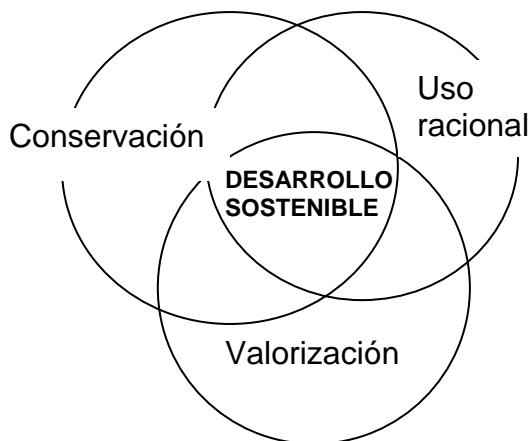 Uso
racional
Conservación
DESARROLLO
SOSTENIBLE
Valorización